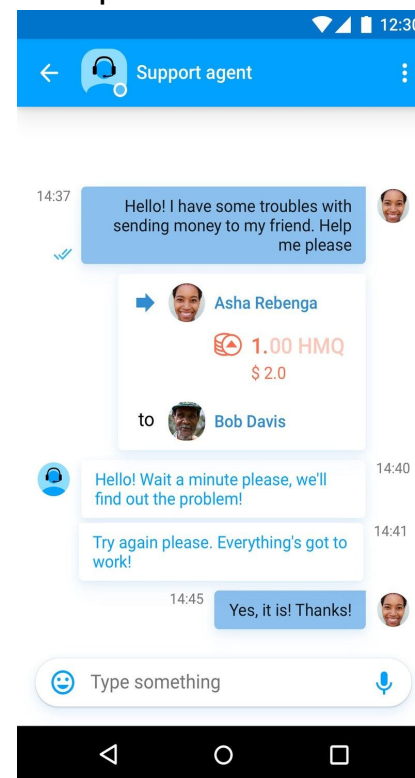 12:30
Support agent
14:37
Hello! I have some troubles with
sending money to my friend. Help
me please
Asha Rebenga
1.00 HMQ
$ 2.0
to Bob Davis
14:40
Hello! Wait a minute please, we'll
find out the problem!
14:41
Try again please. Everything's got to
work!
14:45
Yes, it is! Thanks!
Type something